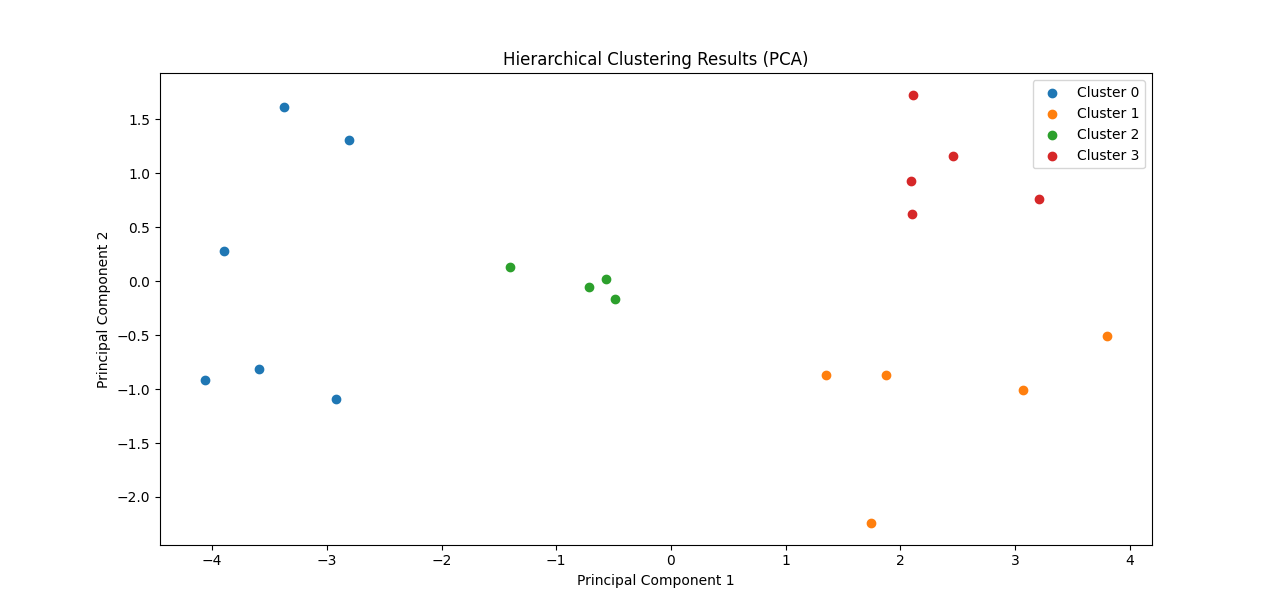 Hierarchical Clustering Results (PCA)
Cluster 0
Cluster 1
Cluster 2
Cluster 3
Principal Component 2
1.5
1.0
0.5
0.0
−0.5
−1.0
−1.5
−2.0
−4 −3 −2 −1 0 1 2 3 4
Principal Component 1